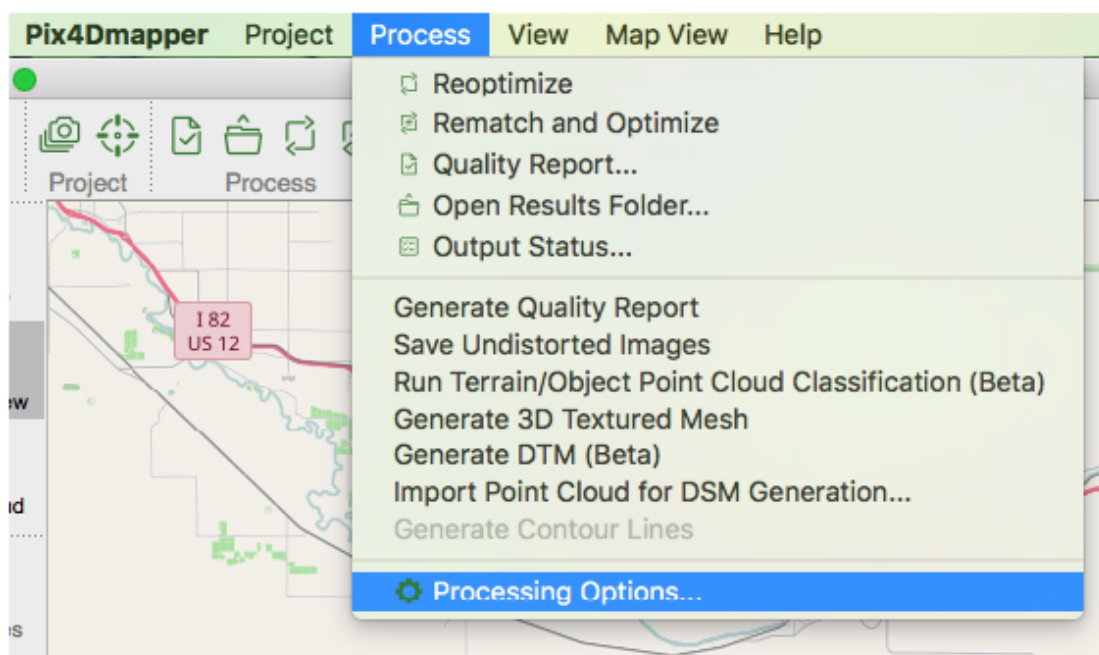 Pix4Dmapper Project Process View Map View Help
Reoptimize
Rematch and Optimize
Quality Report...
Open Results Folder...
Output Status...
Project Process
Generate Quality Report
Save Undistorted Images
Run Terrain/Object Point Cloud Classification (Beta)
Generate 3D Textured Mesh
Generate DTM (Beta)
Import Point Cloud for DSM Generation...
Generate Contour Lines
Processing Options...
I 82
US 12